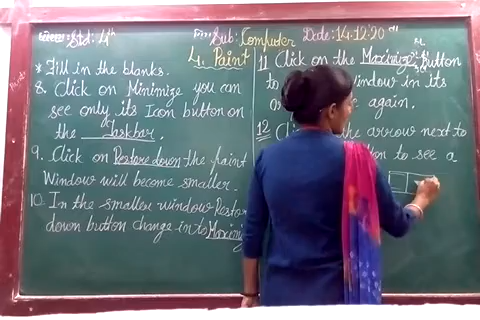 Std: 4th Sub: Computer Date: 14.12.20
4. Paint
* Fill in the blanks.
8. Click on Minimize you can
see only its Icon button on
the Taskbar.
9. Click on Restore down the paint
Window will become smaller.
10. In the smaller window Restore
down button change into
11 Click on the Maximize button
to window in its
again.
12 the arrow next to
to see a